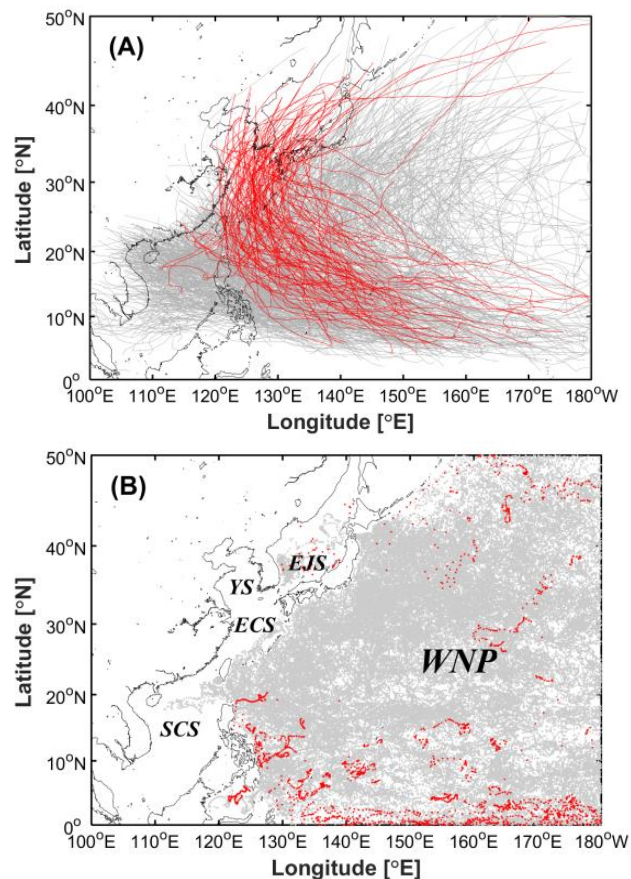 (A)
50°N
40°N
30°N
20°N
10°N
0°
Latitude [°N]
100°E 110°E 120°E 130°E 140°E 150°E 160°E 170°E 180°W
Longitude [°E]
(B)
50°N
40°N
30°N
20°N
10°N
0°
Latitude [°N]
EJS
YS
ECS
WNP
SCS
100°E 110°E 120°E 130°E 140°E 150°E 160°E 170°E 180°W
Longitude [°E]